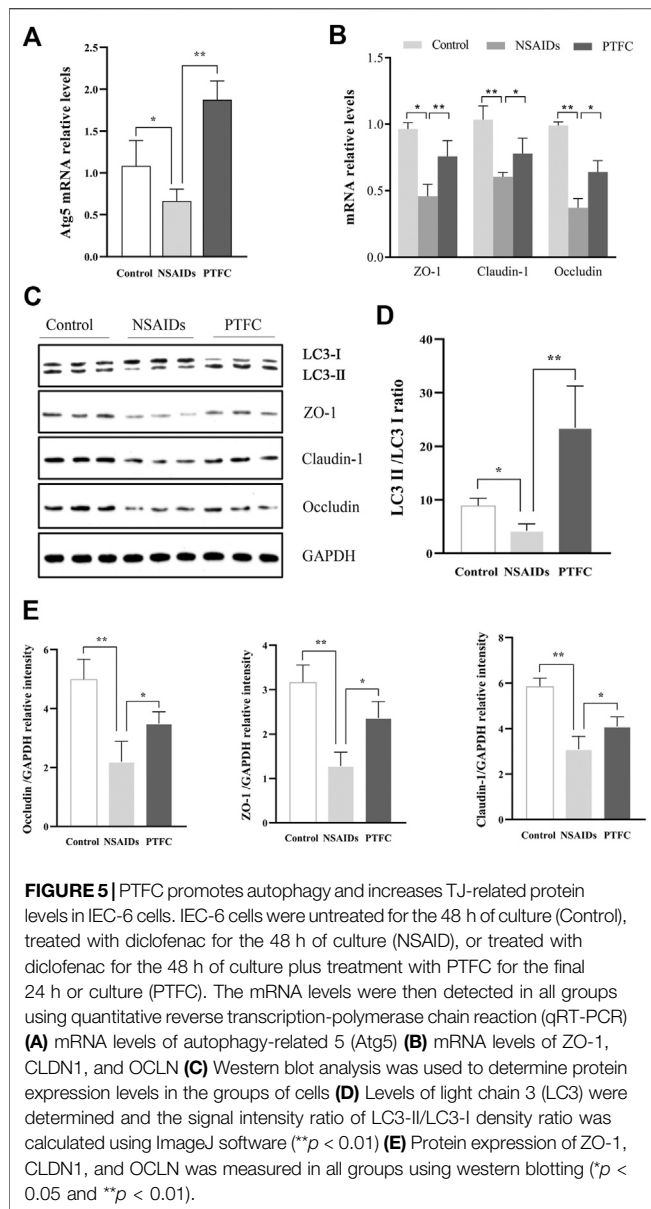 A
Atg5 mRNA relative levels
2.5
2.0
1.5
1.0
0.5
0.0
*
**
Control NSAIDs PTFC
B
Control NSAIDs PTFC
mRNA relative levels
1.5
1.0
0.5
0.0
* ** ** * ** *
ZO-1 Claudin-1 Occludin
C
Control NSAIDs PTFC
LC3-I
LC3-II
ZO-1
Claudin-1
Occludin
GAPDH
D
LC3 II /LC3 I ratio
40
30
20
10
0
*
**
Control NSAIDs PTFC
E
Occludin /GAPDH relative intensity
6
4
2
0
**
*
Control NSAIDs PTFC
ZO-1 /GAPDH relative intensity
4
3
2
1
0
**
*
Control NSAIDs PTFC
Claudin-1/GAPDH relative intensity
8
6
4
2
0
**
*
Control NSAIDs PTFC
FIGURE 5 | PTFC promotes autophagy and increases TJ-related protein
levels in IEC-6 cells. IEC-6 cells were untreated for the 48 h of culture (Control),
treated with diclofenac for the 48 h of culture (NSAID), or treated with
diclofenac for the 48 h of culture plus treatment with PTFC for the final
24 h or culture (PTFC). The mRNA levels were then detected in all groups
using quantitative reverse transcription-polymerase chain reaction (qRT-PCR)
(A) mRNA levels of autophagy-related 5 (Atg5) (B) mRNA levels of ZO-1,
CLDN1, and OCLN (C) Western blot analysis was used to determine protein
expression levels in the groups of cells (D) Levels of light chain 3 (LC3) were
determined and the signal intensity ratio of LC3-II/LC3-I density ratio was
calculated using ImageJ software (**p < 0.01) (E) Protein expression of ZO-1,
CLDN1, and OCLN was measured in all groups using western blotting (*p <
0.05 and **p < 0.01).